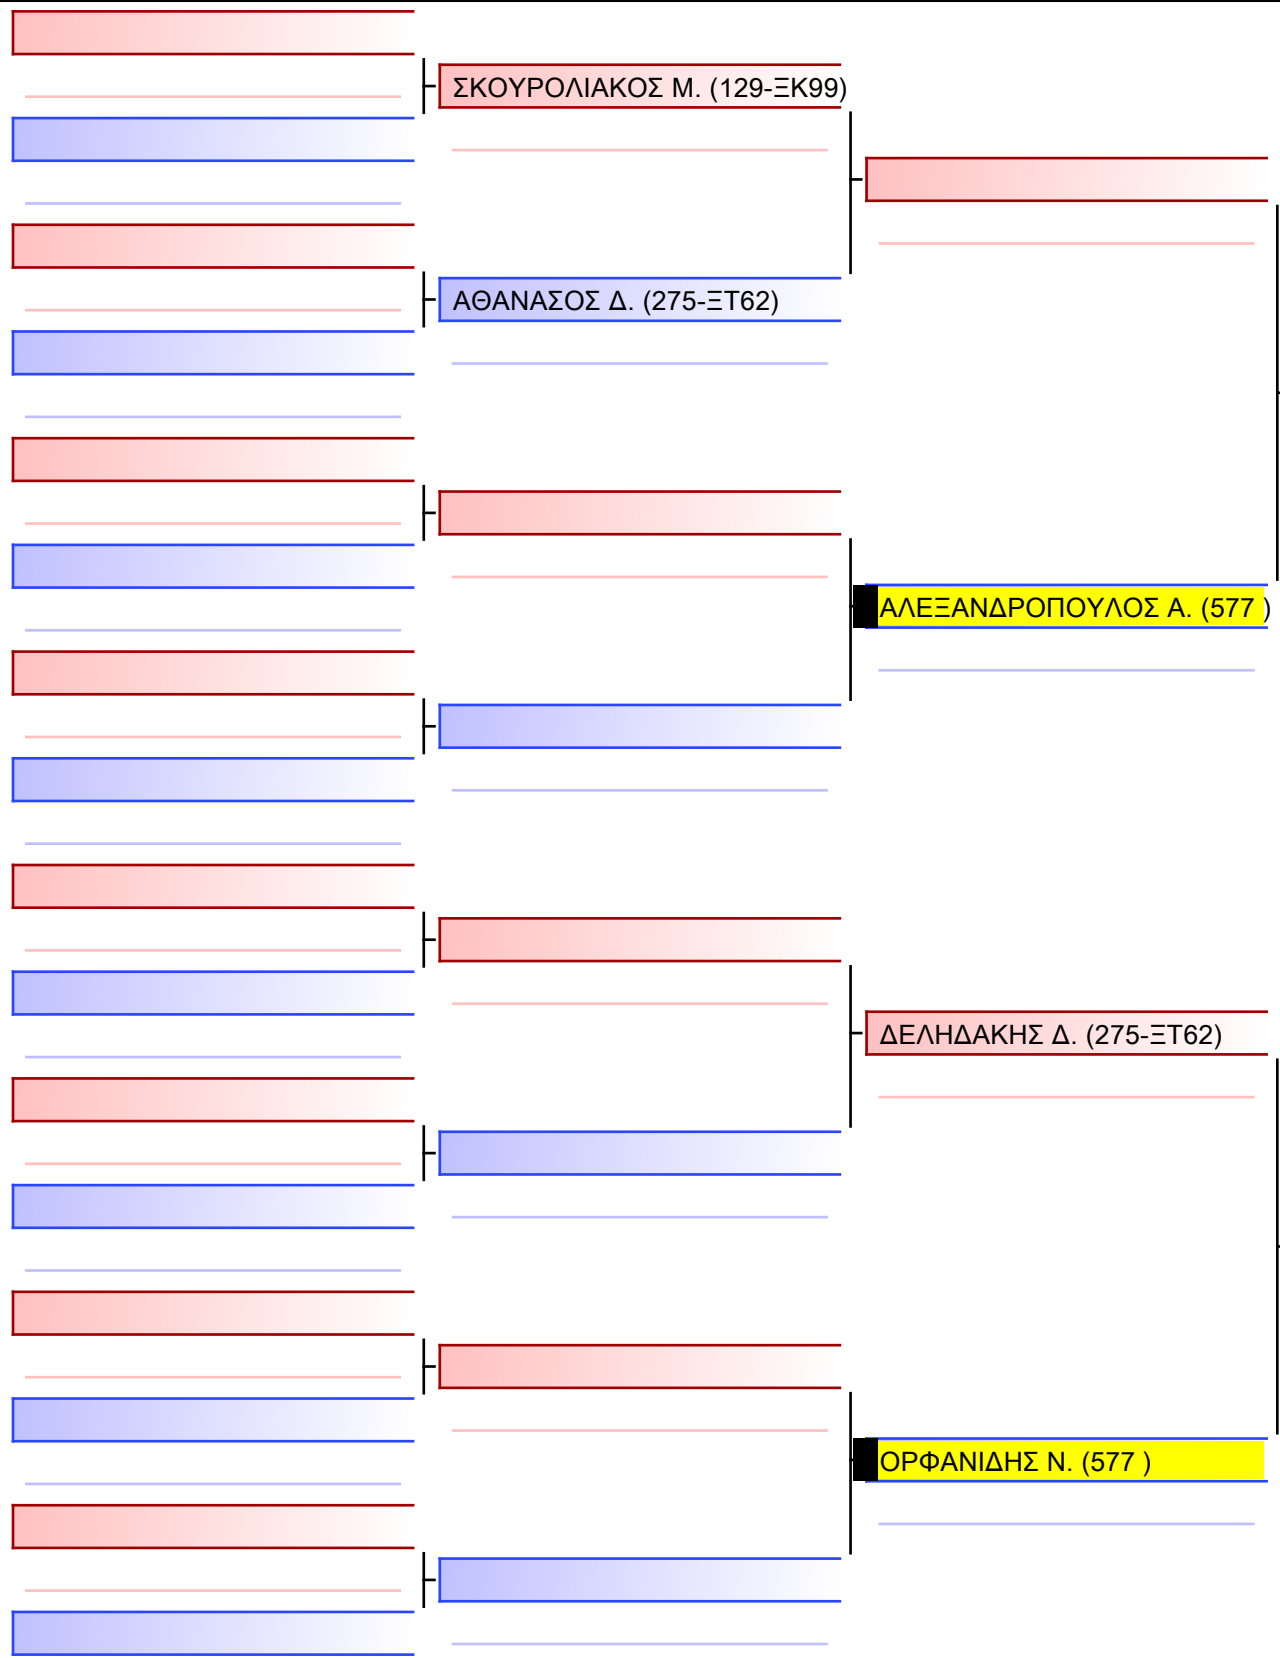 ΣΚΟΥΡΟΛΙΑΚΟΣ Μ. (129-ΞΚ99)
ΑΘΑΝΑΣΟΣ Δ. (275-ΞΤ62)
ΑΛΕΞΑΝΔΡΟΠΟΥΛΟΣ Α. (577 )
ΔΕΛΗΔΑΚΗΣ Δ. (275-ΞΤ62)
ΟΡΦΑΝΙΔΗΣ Ν. (577 )